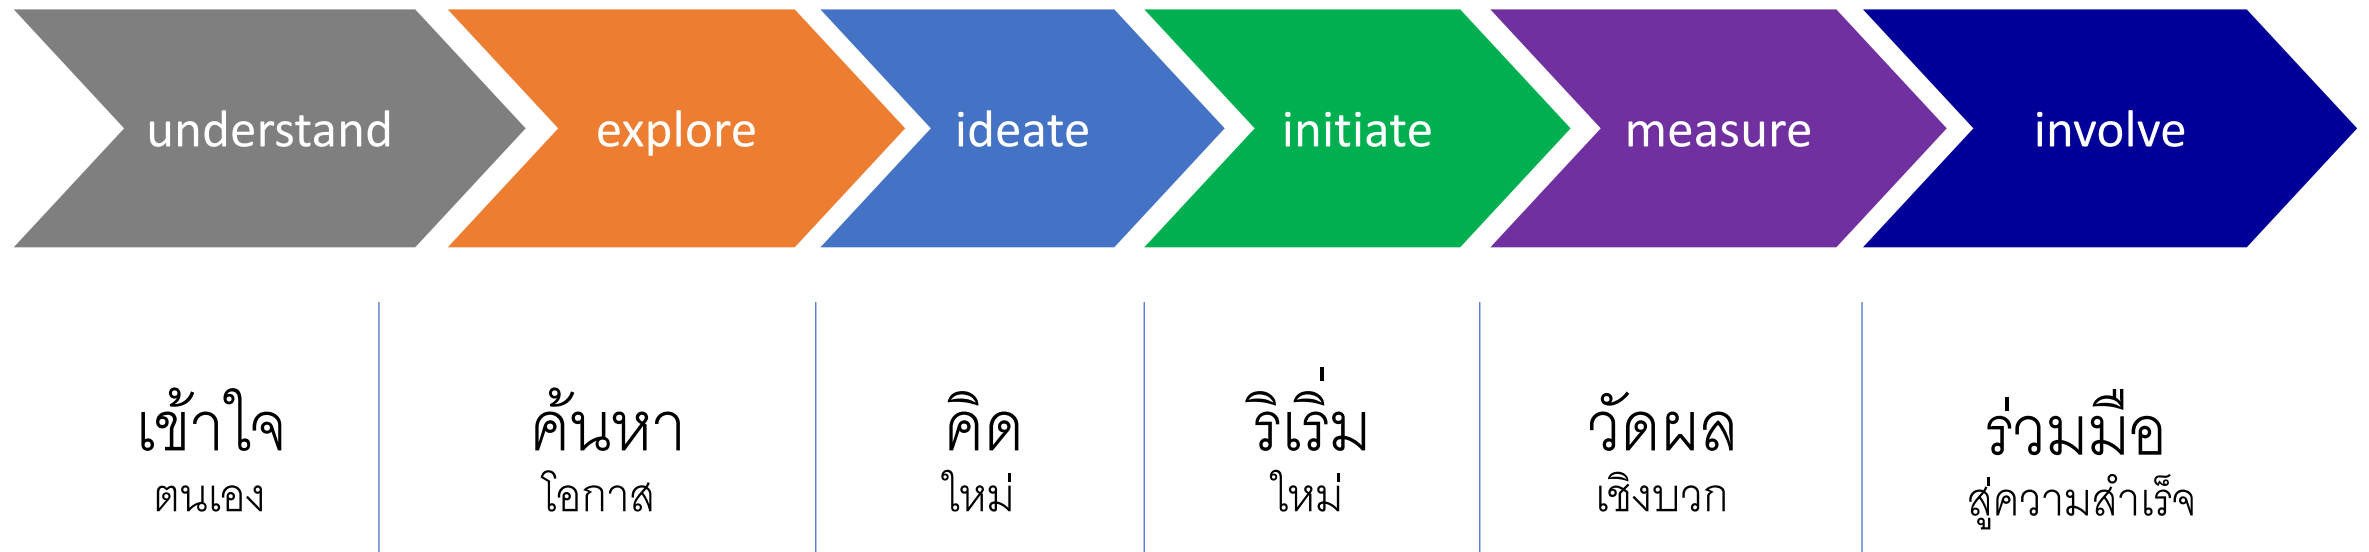 understand explore ideate initiate measure involve
เข้าใจ ค้นหา คิด ริเริ่ม วัดผล ร่วมมือ
ตนเอง โอกาส ใหม่ ใหม่ เชิงบวก สู่ความสำเร็จ